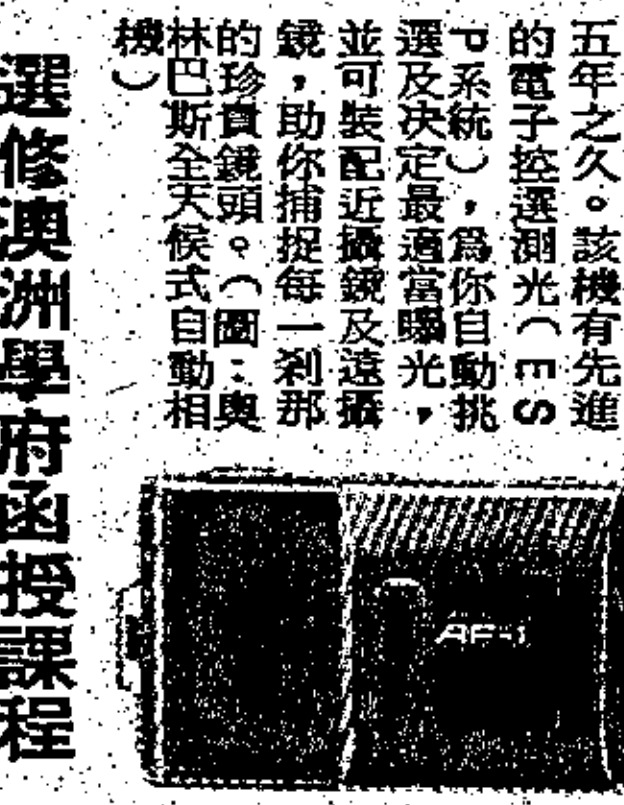 五年之久。該機有先進
的電子控選測光（ES
P系統），為你自動挑
選及決定最適當曝光，
並可裝配近攝鏡及遠攝
鏡，助你捕捉每一剎那
的珍貴鏡頭。（圖：奧
林巴斯全天候式自動相
機）
選修澳洲學府函授課程
AF-1